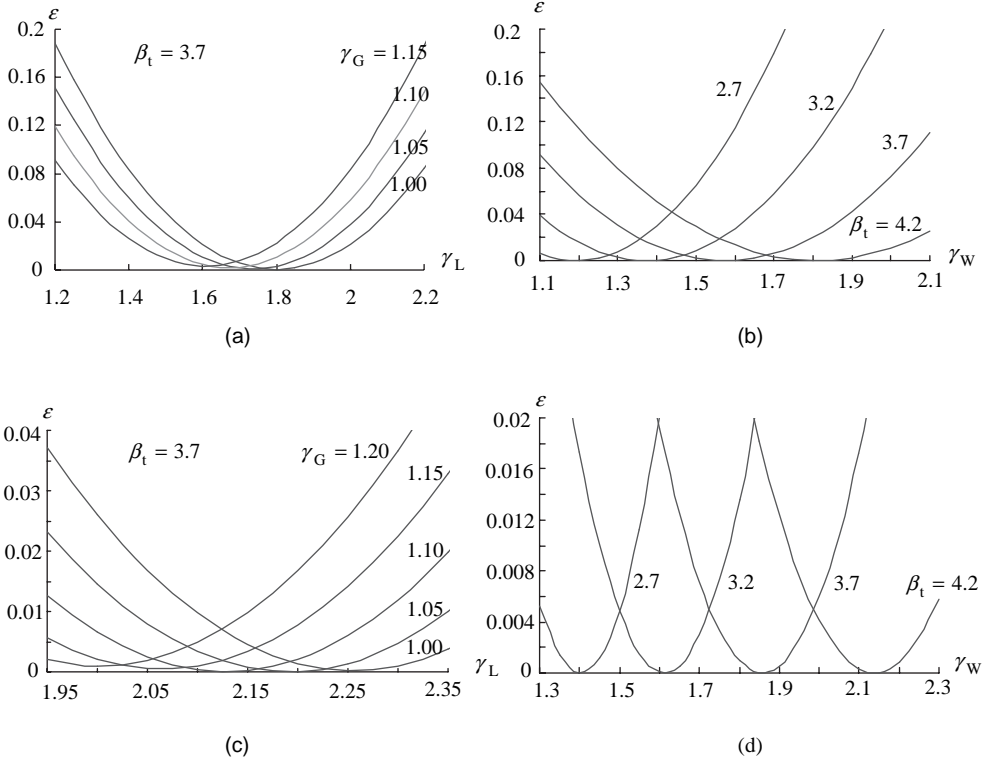 ε
0.2
0.16
0.12
0.08
0.04
0
β_t = 3.7
γ_G = 1.15
1.10
1.05
1.00
γ_L
1.2 1.4 1.6 1.8 2 2.2
(a)
ε
0.2
0.16
0.12
0.08
0.04
0
2.7
3.2
3.7
β_t = 4.2
γ_W
1.1 1.3 1.5 1.7 1.9 2.1
(b)
ε
0.04
0.03
0.02
0.01
0
β_t = 3.7
γ_G = 1.20
1.15
1.10
1.05
1.00
γ_L
1.95 2.05 2.15 2.25 2.35
(c)
ε
0.02
0.016
0.012
0.008
0.004
0
2.7
3.2
3.7
β_t = 4.2
γ_W
1.3 1.5 1.7 1.9 2.1 2.3
(d)